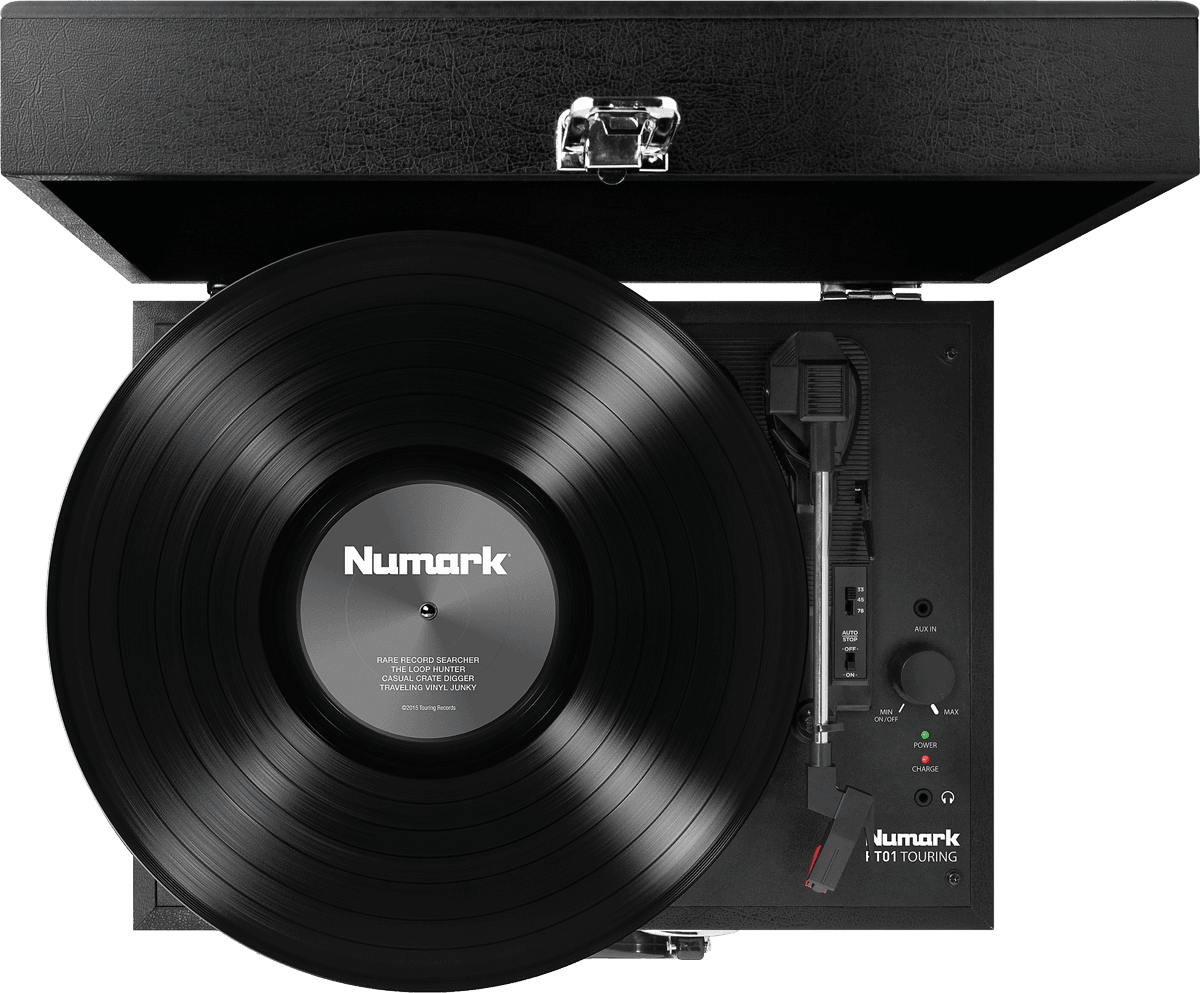 Numark
RARE RECORD SEARCHER
THE LOOP HUNTER
CASUAL CRATE DIGGER
TRAVELING VINYL JUNKY
©2015 Touring Records
33
45
78
AUTO
STOP
-OFF-
-ON-
AUX IN
MIN
ON/OFF
MAX
POWER
CHARGE
Numark
T01 TOURING